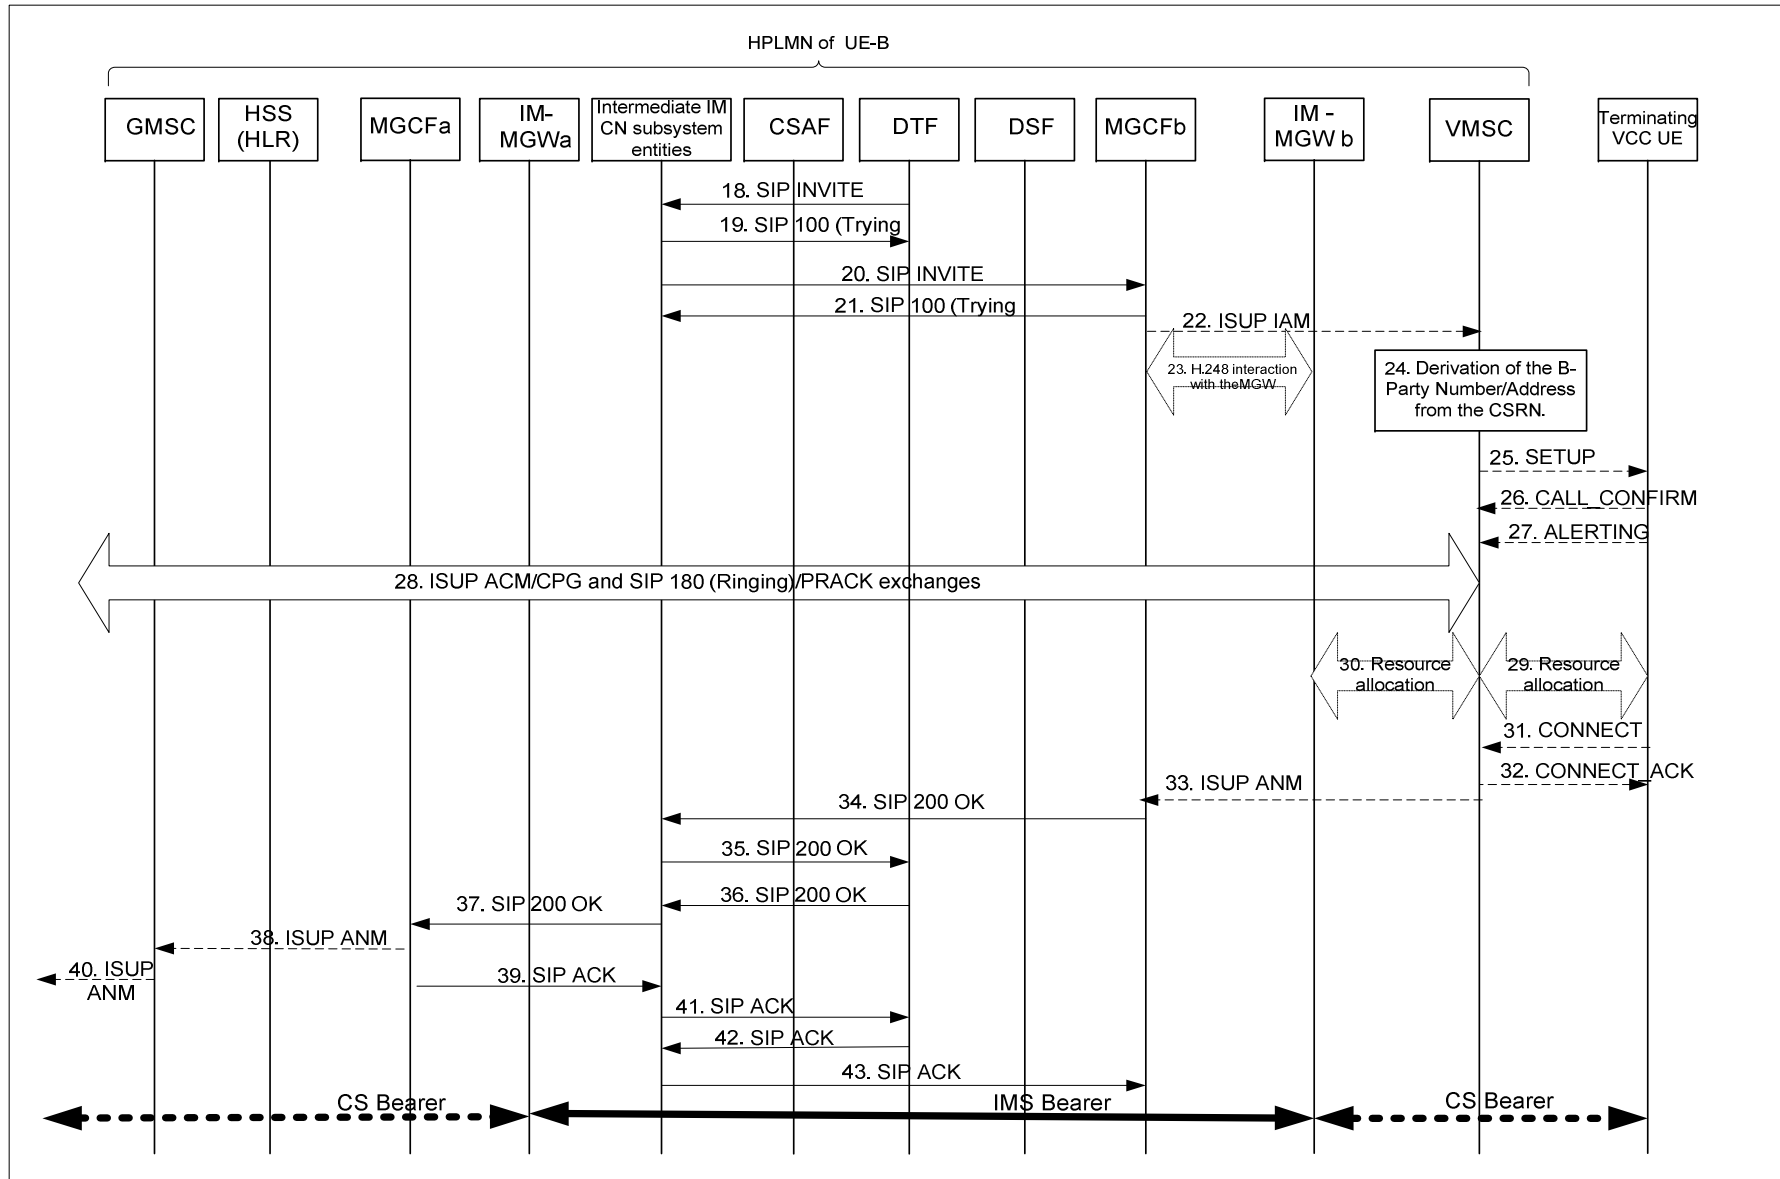 HPLMN of UE-B
GMSC
HSS
(HLR)
MGCFa
IM-
MGWa
Intermediate IM
CN subsystem
entities
CSAF
DTF
DSF
MGCFb
IM -
MGW b
VMSC
Terminating
VCC UE
18. SIP INVITE
19. SIP 100 (Trying
20. SIP INVITE
21. SIP 100 (Trying
22. ISUP IAM
23. H.248 interaction
with theMGW
24. Derivation of the B-
Party Number/Address
from the CSRN.
25. SETUP
26. CALL_CONFIRM
27. ALERTING
28. ISUP ACM/CPG and SIP 180 (Ringing)/PRACK exchanges
30. Resource
allocation
29. Resource
allocation
31. CONNECT
32. CONNECT_ACK
33. ISUP ANM
34. SIP 200 OK
35. SIP 200 OK
36. SIP 200 OK
37. SIP 200 OK
38. ISUP ANM
40. ISUP
ANM
39. SIP ACK
41. SIP ACK
42. SIP ACK
43. SIP ACK
CS Bearer
IMS Bearer
CS Bearer